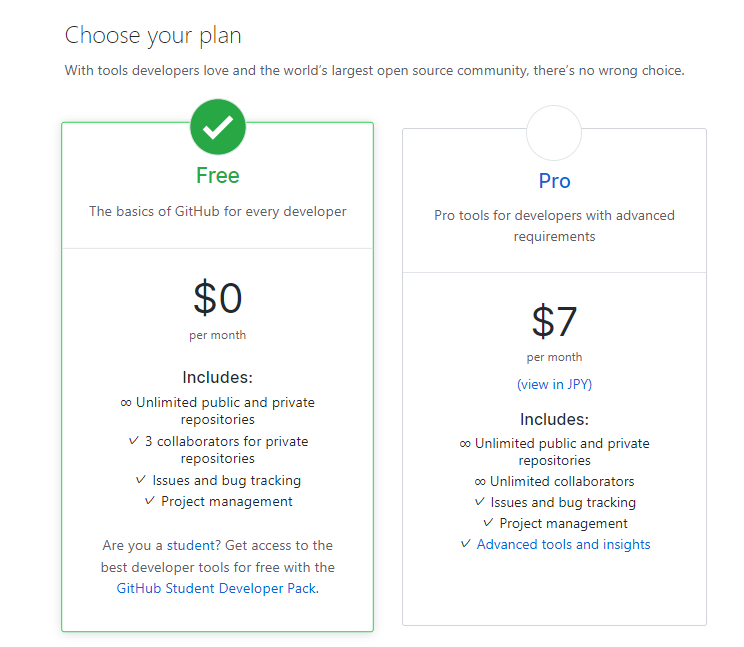 Choose your plan
With tools developers love and the world's largest open source community, there's no wrong choice.
Free
The basics of GitHub for every developer
$0
per month
Includes:
∞ Unlimited public and private
repositories
✓ 3 collaborators for private
repositories
✓ Issues and bug tracking
✓ Project management
Are you a student? Get access to the
best developer tools for free with the
GitHub Student Developer Pack.
Pro
Pro tools for developers with advanced
requirements
$7
per month
(view in JPY)
Includes:
∞ Unlimited public and private
repositories
∞ Unlimited collaborators
✓ Issues and bug tracking
✓ Project management
✓ Advanced tools and insights